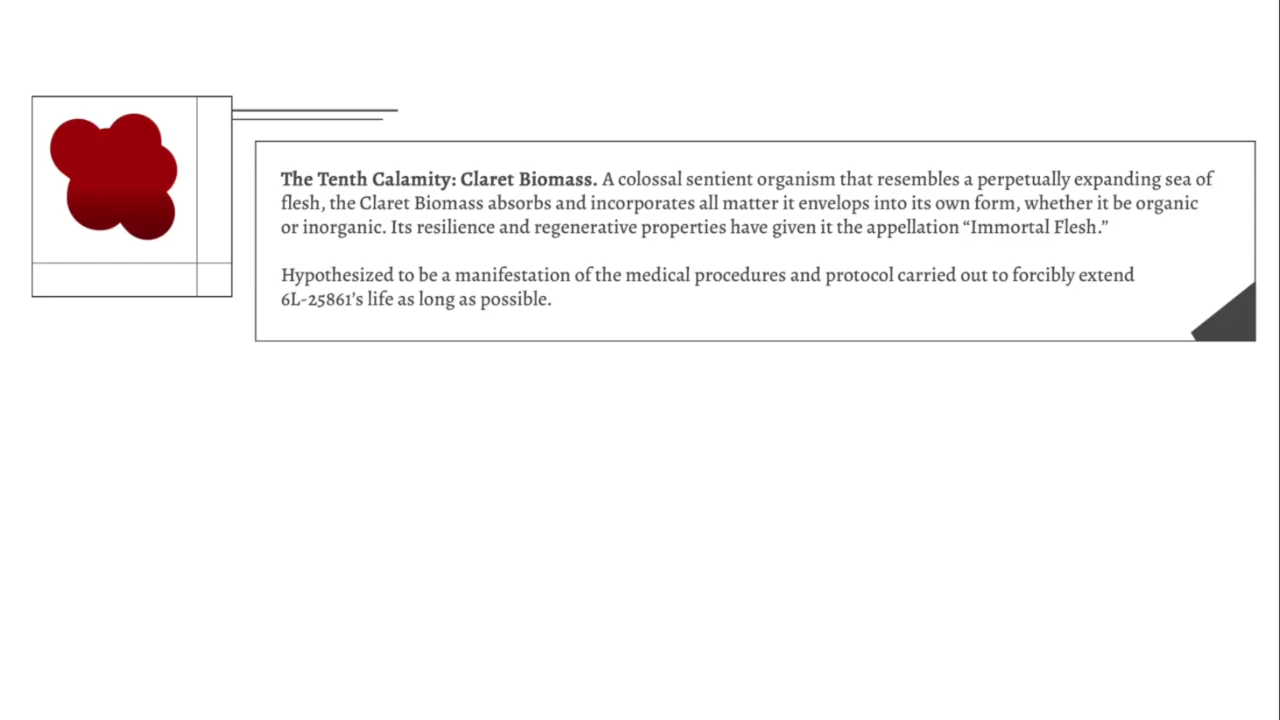 The Tenth Calamity: Claret Biomass. A colossal sentient organism that resembles a perpetually expanding sea of
flesh, the Claret Biomass absorbs and incorporates all matter it envelops into its own form, whether it be organic
or inorganic. Its resilience and regenerative properties have given it the appellation “Immortal Flesh.”
Hypothesized to be a manifestation of the medical procedures and protocol carried out to forcibly extend
6L-25861’s life as long as possible.